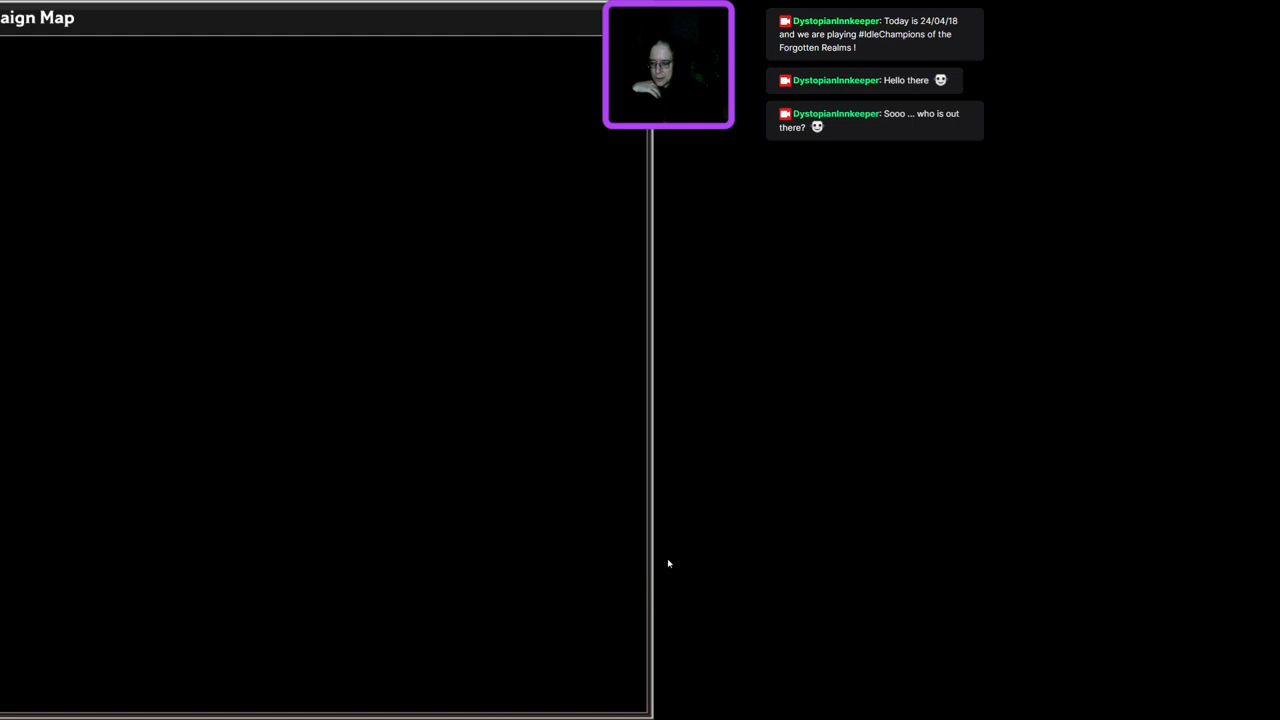 aign Map
DystopianInnkeeper: Today is 24/04/18
and we are playing #IdleChampions of the
Forgotten Realms !
DystopianInnkeeper: Hello there
DystopianInnkeeper: Sooo ... who is out
there?